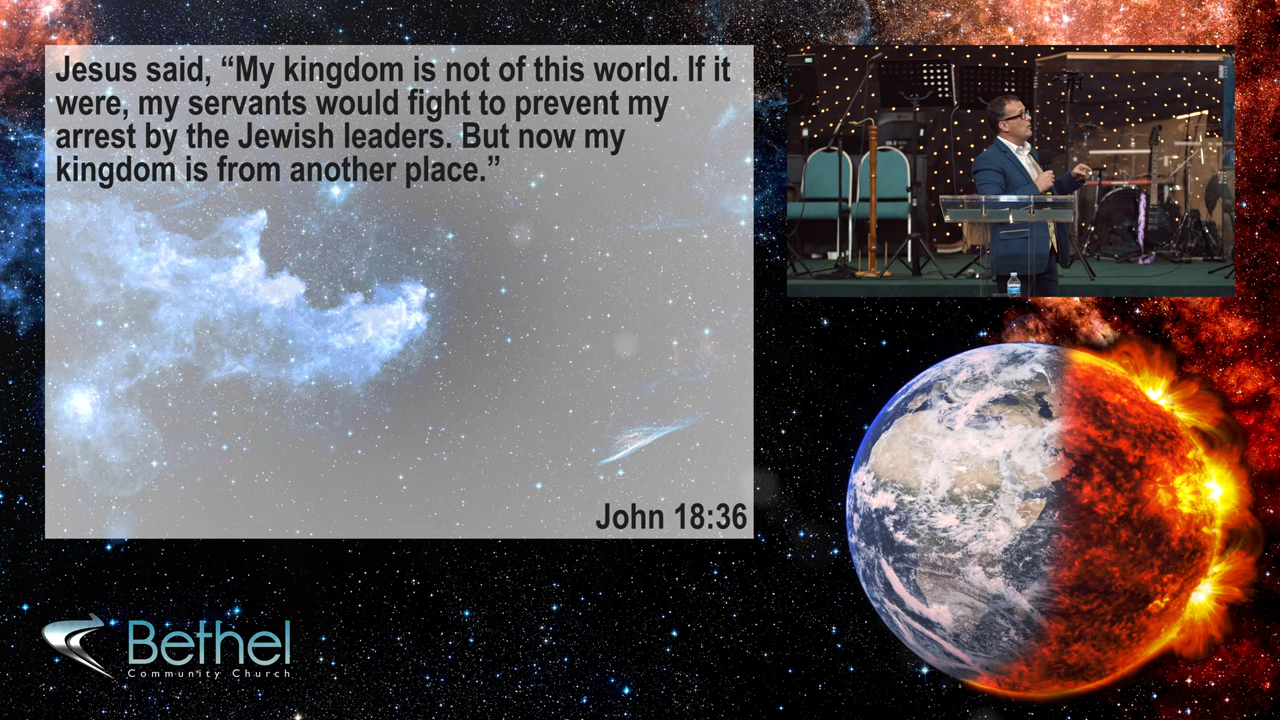 Jesus said, “My kingdom is not of this world. If it
were, my servants would fight to prevent my
arrest by the Jewish leaders. But now my
kingdom is from another place.”
John 18:36
Bethel
Community Church